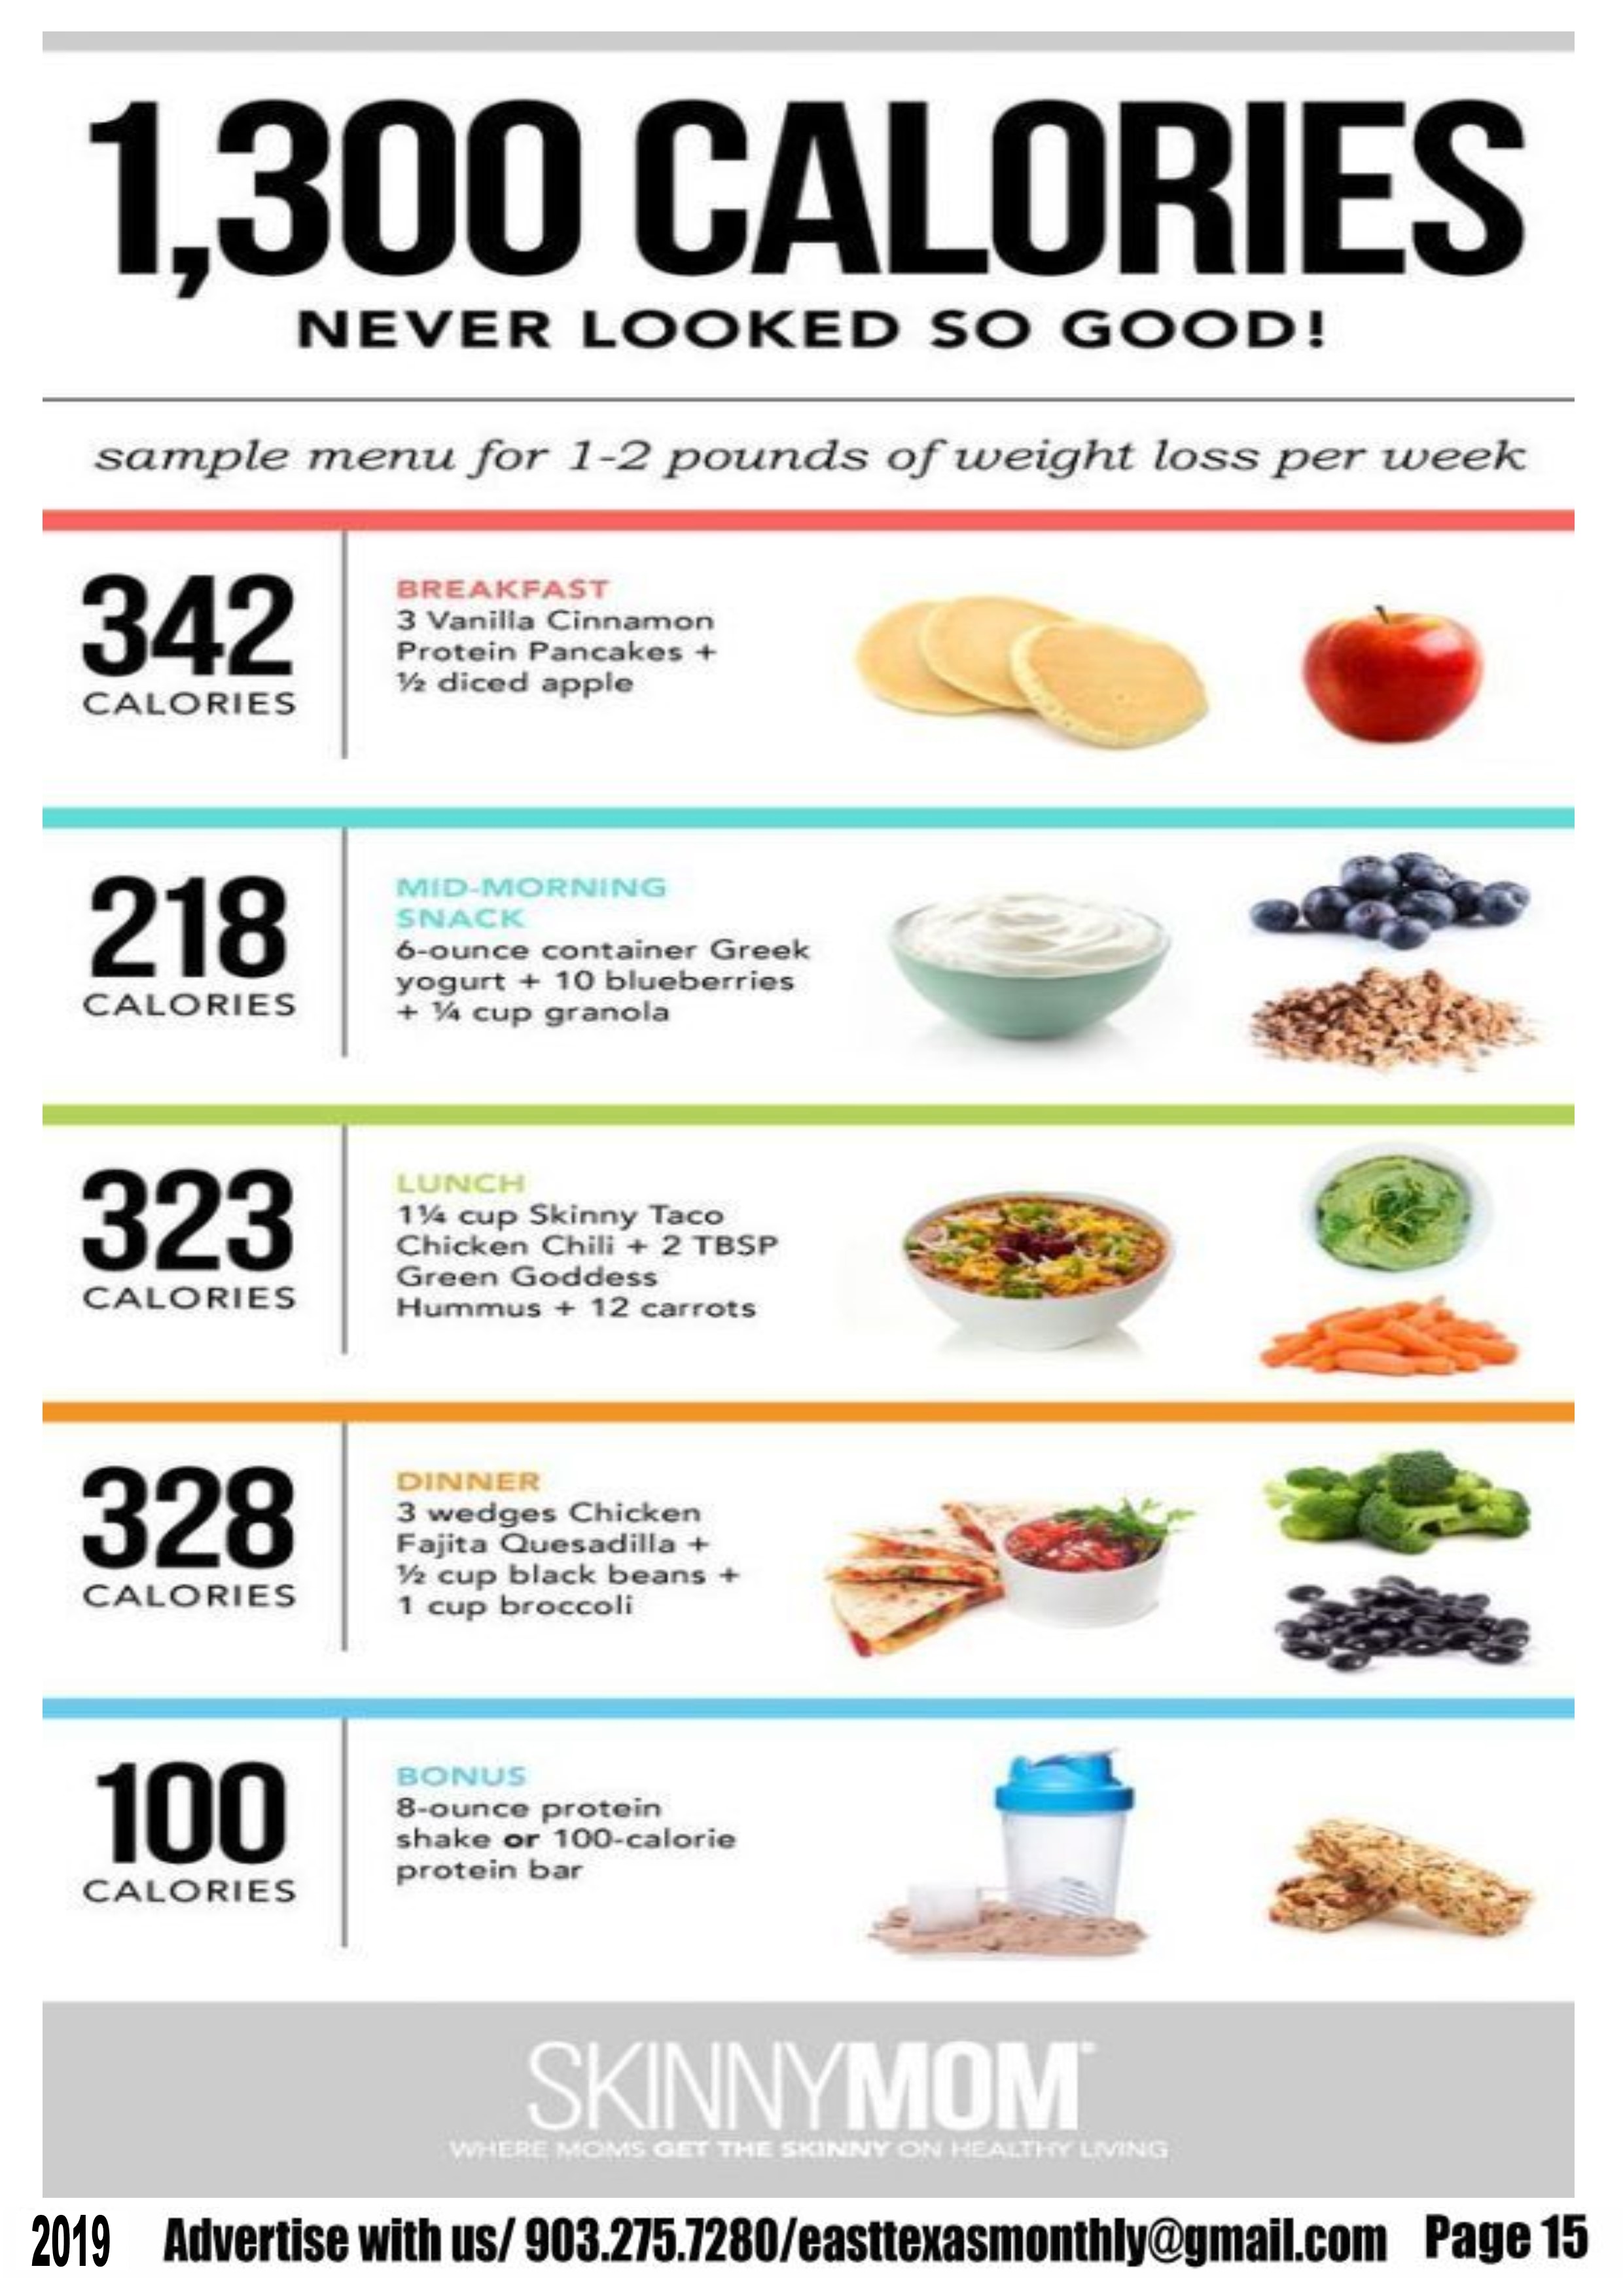 1,300 CALORIES
NEVER LOOKED SO GOOD!
sample menu for 1-2 pounds of weight loss per week
342
CALORIES
BREAKFAST
3 Vanilla Cinnamon
Protein Pancakes +
½ diced apple
218
CALORIES
MID-MORNING
SNACK
6-ounce container Greek
yogurt + 10 blueberries
+ ¼ cup granola
323
CALORIES
LUNCH
1¼ cup Skinny Taco
Chicken Chili + 2 TBSP
Green Goddess
Hummus + 12 carrots
328
CALORIES
DINNER
3 wedges Chicken
Fajita Quesadilla +
½ cup black beans +
1 cup broccoli
100
CALORIES
BONUS
8-ounce protein
shake or 100-calorie
protein bar
SKINNYMOM
WHERE MOMS GET THE SKINNY ON HEALTHY LIVING
2019 Advertise with us/ 903.275.7280/easttexasmonthly@gmail.com Page 15